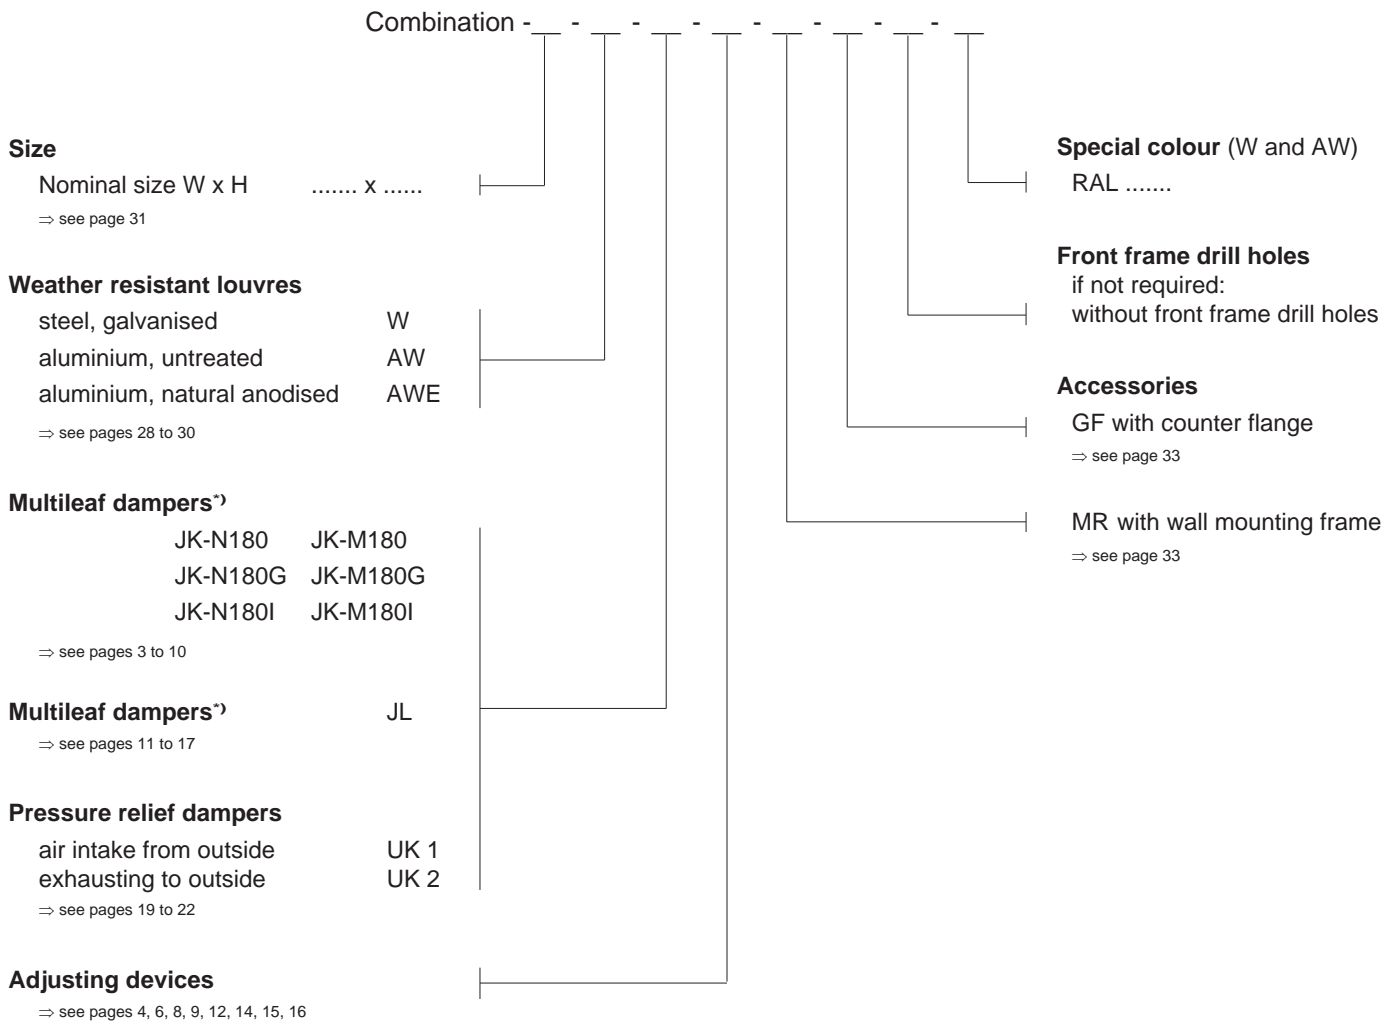 Combination -__ - __ - __ - __ - __ - __ - __ - __
Size
Nominal size W x H ....... x ......
⇒ see page 31
Weather resistant louvres
steel, galvanised W
aluminium, untreated AW
aluminium, natural anodised AWE
⇒ see pages 28 to 30
Multileaf dampers*)
JK-N180 JK-M180
JK-N180G JK-M180G
JK-N180I JK-M180I
⇒ see pages 3 to 10
Multileaf dampers*) JL
⇒ see pages 11 to 17
Pressure relief dampers
air intake from outside UK 1
exhausting to outside UK 2
⇒ see pages 19 to 22
Adjusting devices
⇒ see pages 4, 6, 8, 9, 12, 14, 15, 16
Special colour (W and AW)
RAL .......
Front frame drill holes
if not required:
without front frame drill holes
Accessories
GF with counter flange
⇒ see page 33
MR with wall mounting frame
⇒ see page 33